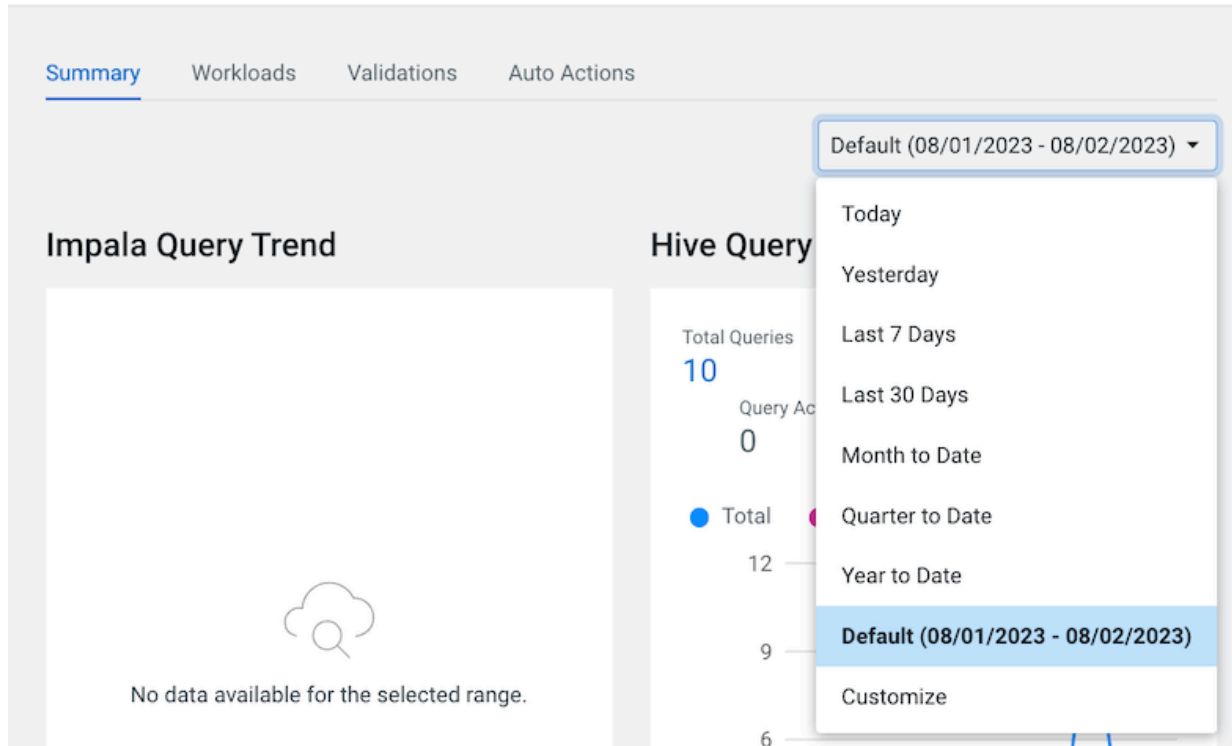 Summary Workloads Validations Auto Actions
Default (08/01/2023 - 08/02/2023)
Impala Query Trend
No data available for the selected range.
Hive Query
Total Queries
10
Query Ac
0
Total
12
9
6
Today
Yesterday
Last 7 Days
Last 30 Days
Month to Date
Quarter to Date
Year to Date
Default (08/01/2023 - 08/02/2023)
Customize